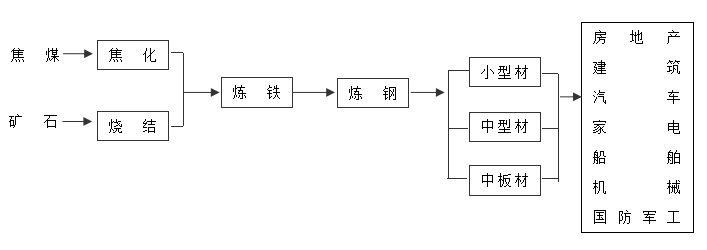 焦煤
焦化
矿石
烧结
炼铁
炼钢
小型材
中型材
中板材
房地产
建筑
汽车
家电
船舶
机械
国防军工